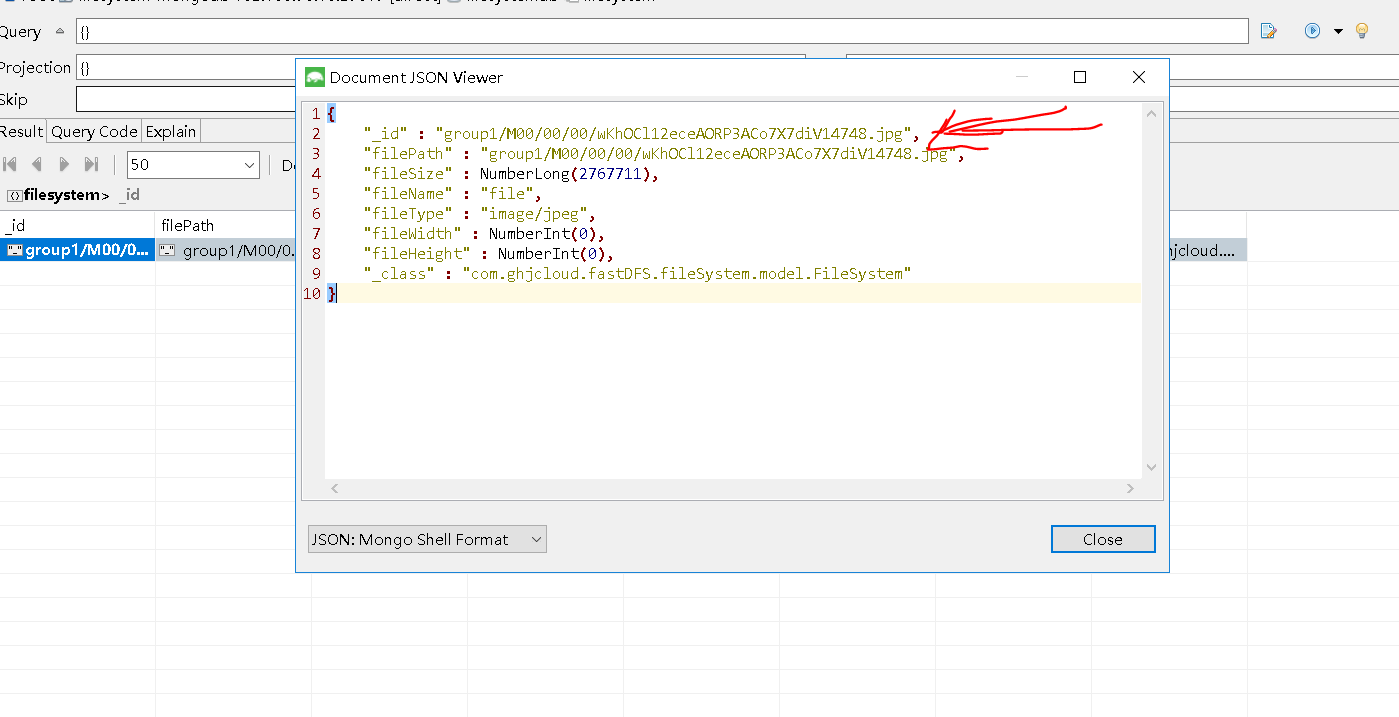 Query {}
Projection {}
Skip
Document JSON Viewer
Result Query Code Explain
50
filesystem> _id
_id filePath
group1/M00/0... group1/M00/0.
hjcloud....
1 {
2 "_id" : "group1/M00/00/00/wKhOCl12eceAORP3ACo7X7diV14748.jpg",
3 "filePath" : "group1/M00/00/00/wKhOCl12eceAORP3ACo7X7diV14748.jpg",
4 "fileSize" : NumberLong(2767711),
5 "fileName" : "file",
6 "fileType" : "image/jpeg",
7 "fileWidth" : NumberInt(0),
8 "fileHeight" : NumberInt(0),
9 "_class" : "com.ghjcloud.fastDFS.fileSystem.model.FileSystem"
10 }
JSON: Mongo Shell Format
Close